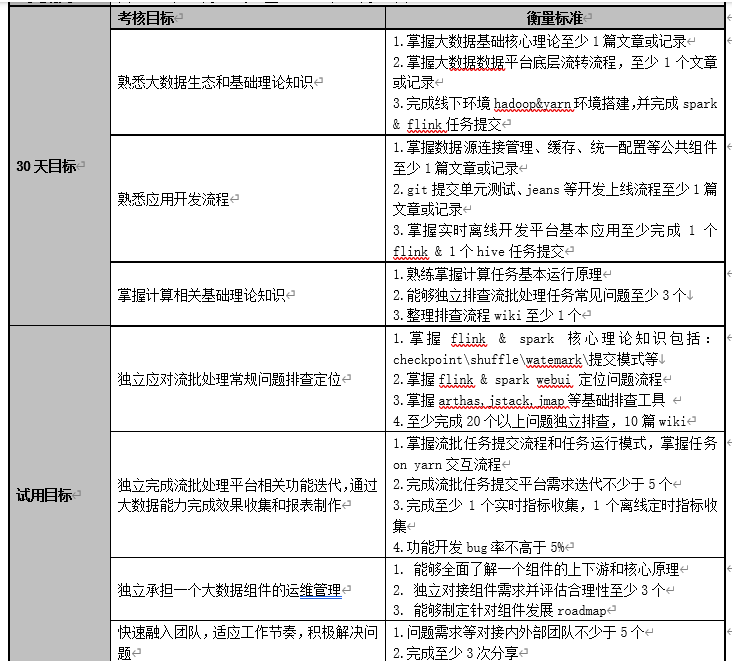 考核目标
衡量标准
30 天目标
熟悉大数据生态和基础理论知识
1.掌握大数据基础核心理论至少 1 篇文章或记录
2.掌握大数据数据平台底层流转流程，至少 1 个文章
或记录
3.完成线下环境 hadoop&yarn 环境搭建,并完成 spark
& flink 任务提交
熟悉应用开发流程
1.掌握数据源连接管理、缓存、统一配置等公共组件
至少 1 篇文章或记录
2.git 提交单元测试、jeans 等开发上线流程至少 1 篇
文章或记录
3.掌握实时离线开发平台基本应用至少完成 1 个
flink & 1 个 hive 任务提交
掌握计算相关基础理论知识
1.熟练掌握计算任务基本运行原理
2.能够独立排查流批处理任务常见问题至少 3 个
3.整理排查流程 wiki 至少 1 个
试用目标
独立应对流批处理常规问题排查定位
1.掌握 flink & spark 核心理论知识包括：
checkpoint\shuffle\watemark\提交模式等
2.掌握 flink & spark webui 定位问题流程
3.掌握 arthas,jstack,jmap 等基础排查工具
4.至少完成 20 个以上问题独立排查，10 篇 wiki
独立完成流批处理平台相关功能迭代,通过
大数据能力完成效果收集和报表制作
1.掌握流批任务提交流程和任务运行模式，掌握任务
on yarn 交互流程
2.完成流批任务提交平台需求迭代不少于 5 个
3.完成至少 1 个实时指标收集，1 个离线定时指标收
集
4.功能开发 bug 率不高于 5%
独立承担一个大数据组件的运维管理
1. 能够全面了解一个组件的上下游和核心原理
2. 独立对接组件需求并评估合理性至少 3 个
3. 能够制定针对组件发展 roadmap
快速融入团队，适应工作节奏，积极解决问
题
1.问题需求等对接内外部团队不少于 5 个
2.完成至少 3 次分享